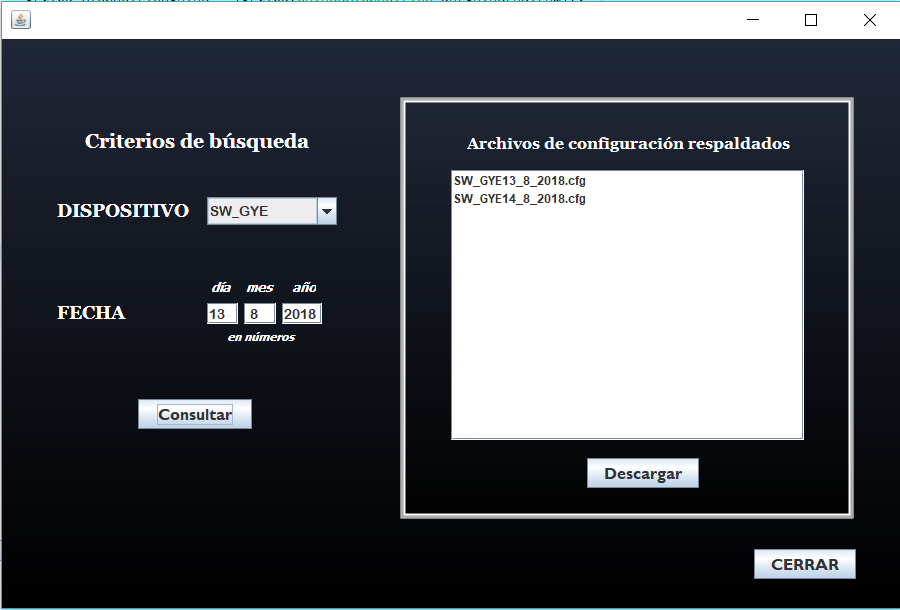 Criterios de búsqueda
DISPOSITIVO SW_GYE
día mes año
FECHA 13 8 2018
en números
Consultar
Archivos de configuración respaldados
SW_GYE13_8_2018.cfg
SW_GYE14_8_2018.cfg
Descargar
CERRAR